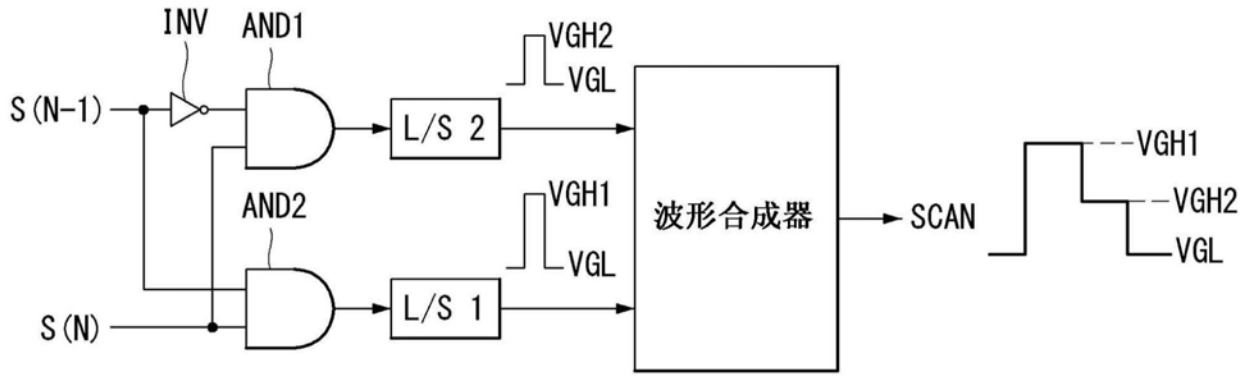 INV
AND1
S(N-1)
L/S 2
VGH2
VGL
AND2
S(N)
L/S 1
VGH1
VGL
波形合成器
SCAN
VGH1
VGH2
VGL